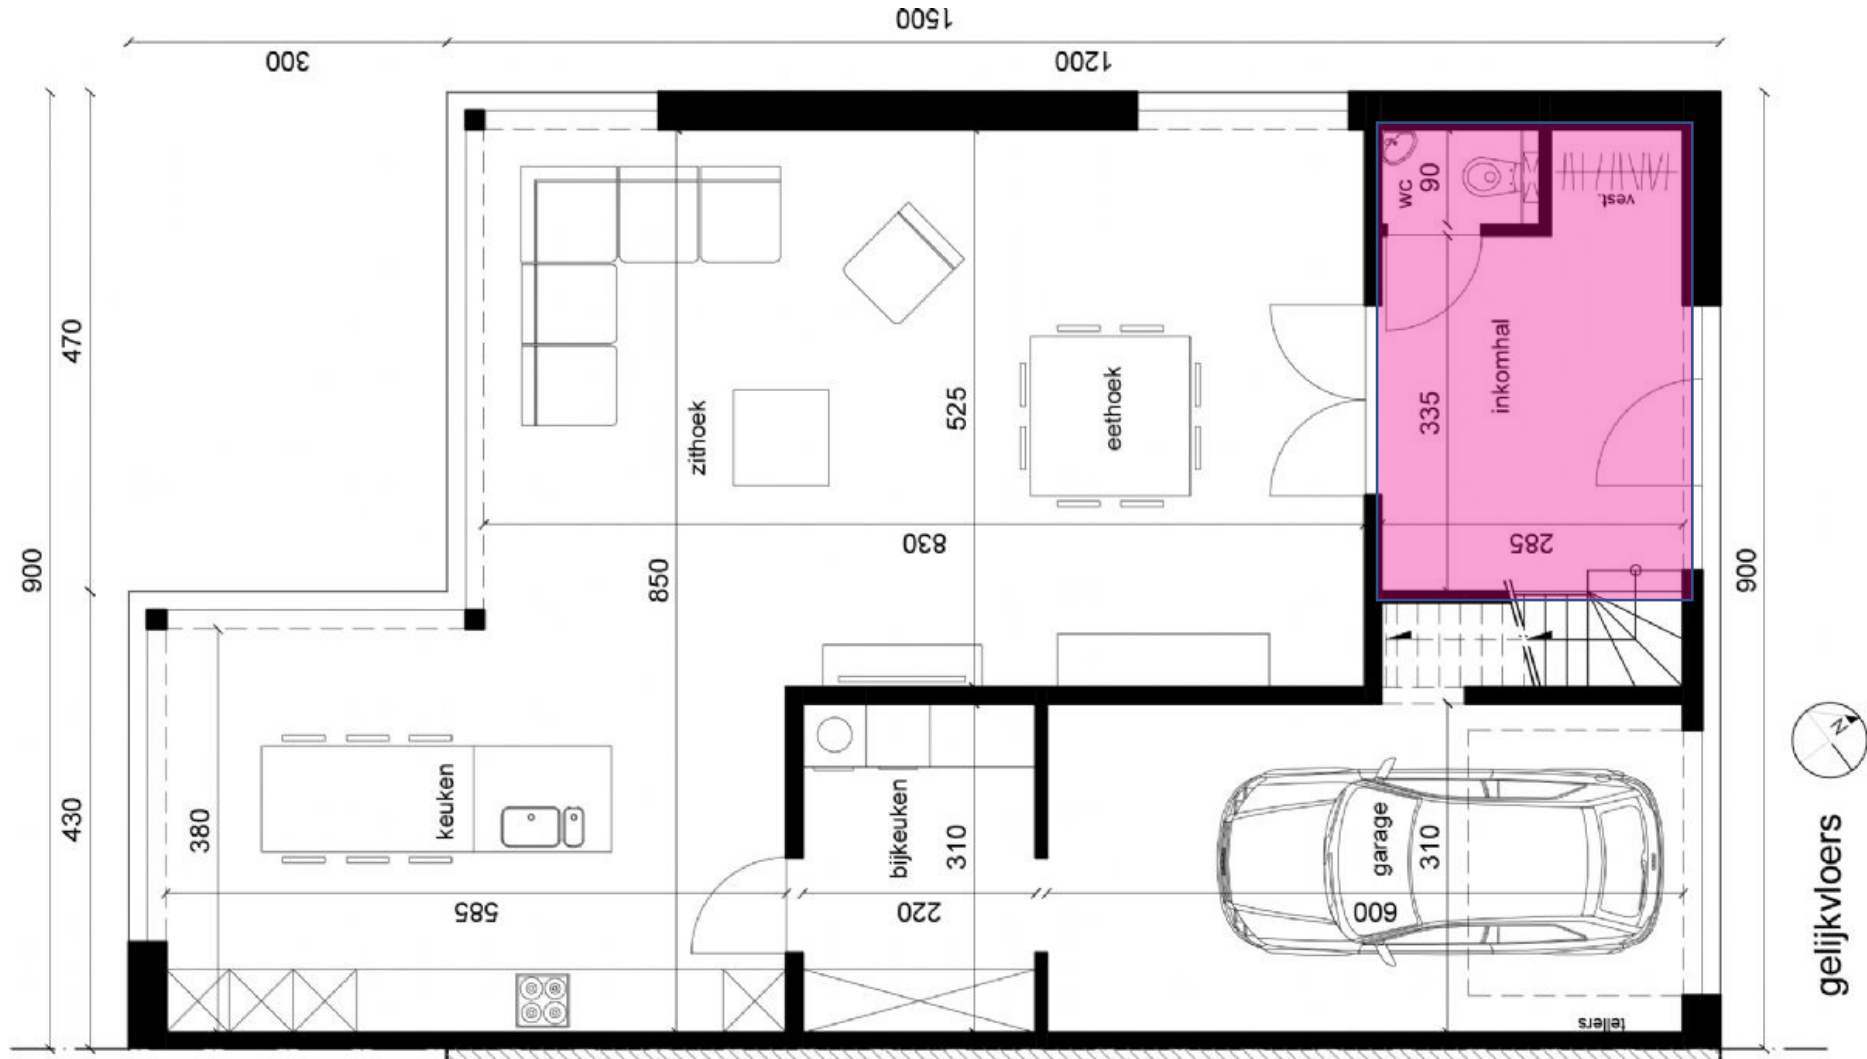 1500
300
1200
wc
90
vest.
470
inkomhal
zithoek
525
eethoek
335
900
850
830
285
900
430
380
keuken
bijkeuken
310
garage
310
585
220
600
N
gelijkvloers
tellers